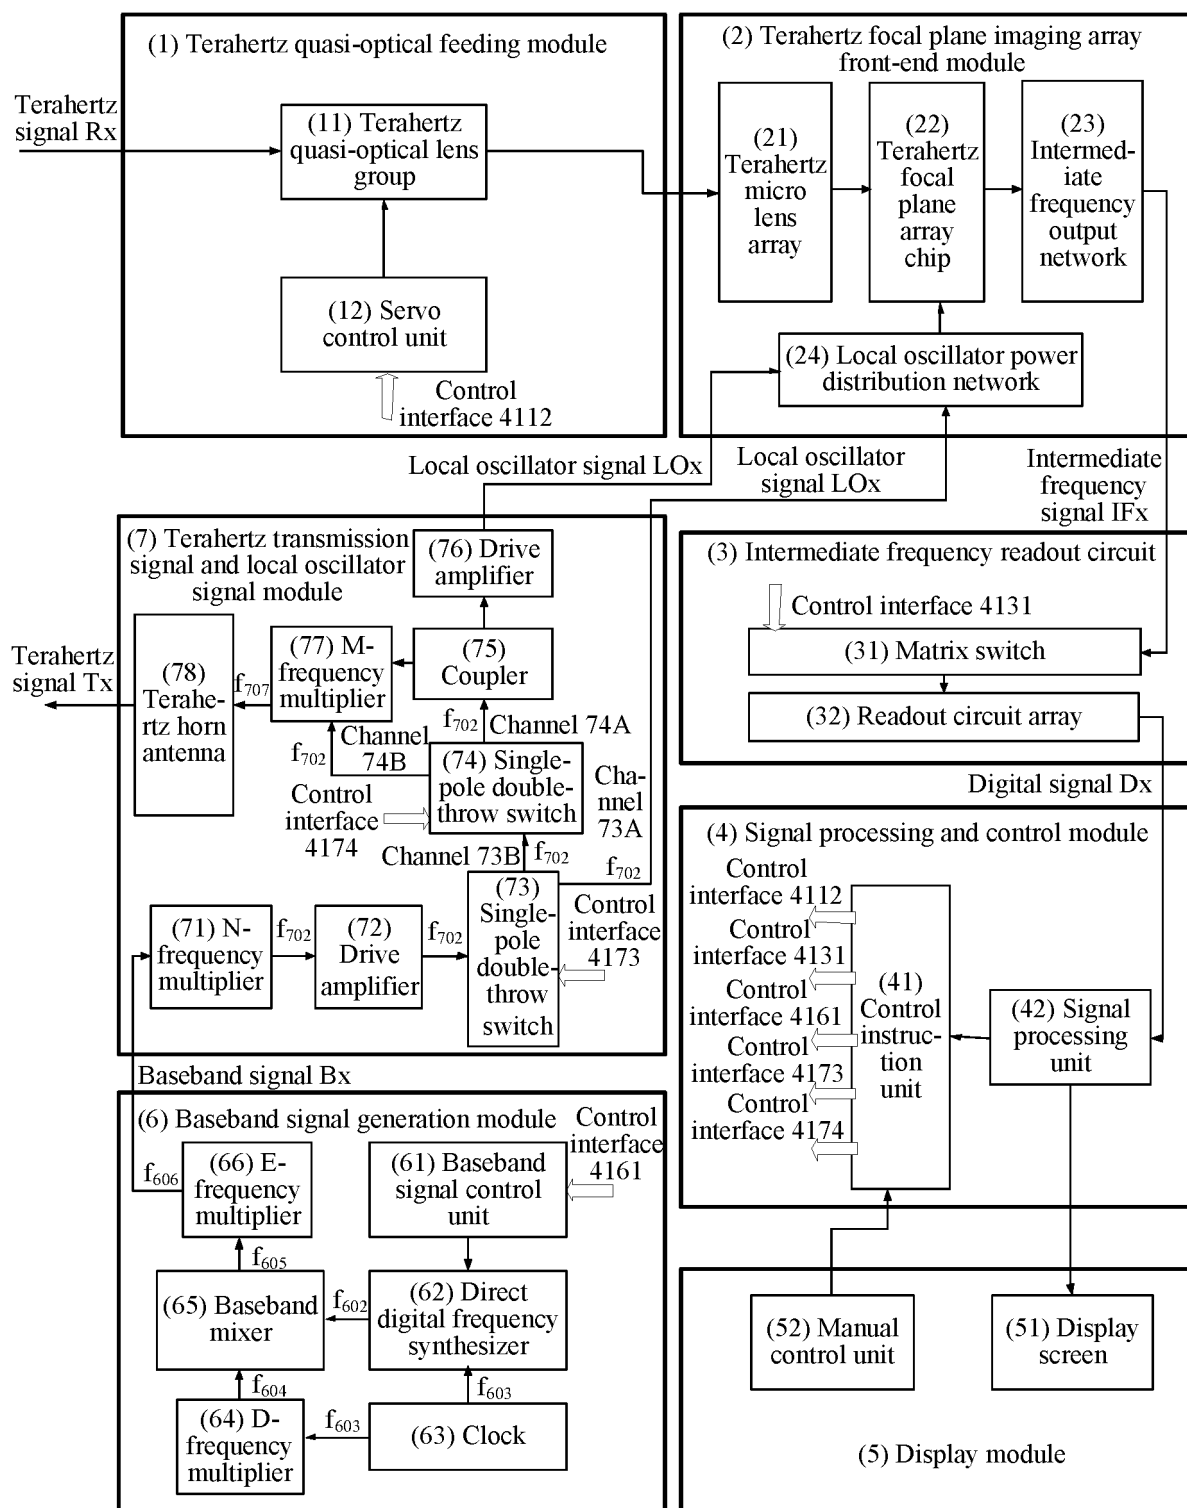 (1) Terahertz quasi-optical feeding module
Terahertz
signal Rx
(11) Terahertz
quasi-optical lens
group
(12) Servo
control unit
Control
interface 4112
(2) Terahertz focal plane imaging array
front-end module
(21)
Terahertz
micro
lens
array
(22)
Terahertz
focal
plane
array
chip
(23)
Intermed-
iate
frequency
output
network
(24) Local oscillator power
distribution network
Local oscillator signal LOx
Local oscillator
signal LOx
Intermediate
frequency
signal IFx
(7) Terahertz transmission
signal and local oscillator
signal module
(76) Drive
amplifier
(75)
Coupler
(77) M-
frequency
multiplier
(78)
Terahe-
rtz horn
antenna
Terahertz
signal Tx
f707
f702
Channel 74A
Channel
74B
f702
(74) Single-
pole double-
throw switch
Control
interface
4174
Cha-
nnel
73A
Channel 73B
f702
f702
(73)
Single-
pole
double-
throw
switch
Control
interface
4173
(71) N-
frequency
multiplier
f702
(72)
Drive
amplifier
f702
(3) Intermediate frequency readout circuit
Control interface 4131
(31) Matrix switch
(32) Readout circuit array
Digital signal Dx
(4) Signal processing and control module
Control
interface 4112
Control
interface 4131
Control
interface 4161
Control
interface 4173
Control
interface 4174
(41)
Control
instruc-
tion
unit
(42) Signal
processing
unit
Baseband signal Bx
(6) Baseband signal generation module
Control
interface
4161
f606
(66) E-
frequency
multiplier
(61) Baseband
signal control
unit
f605
(65) Baseband
mixer
f602
(62) Direct
digital frequency
synthesizer
f604
f603
(64) D-
frequency
multiplier
f603
(63) Clock
(52) Manual
control unit
(51) Display
screen
(5) Display module